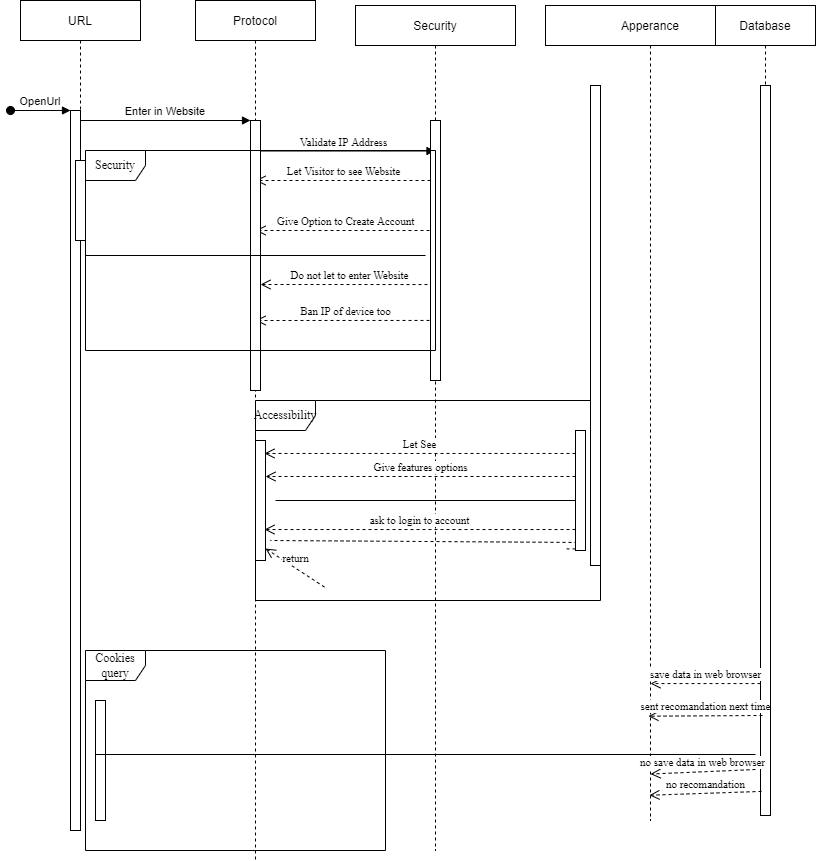 URL
Protocol
Security
Apperance
Database
OpenUrl
Enter in Website
Validate IP Address
Security
Let Visitor to see Website
Give Option to Create Account
Do not let to enter Website
Ban IP of device too
Accessibility
Let See
Give features options
ask to login to account
return
Cookies
query
save data in web browser
sent recomandation next time
no save data in web browser
no recomandation